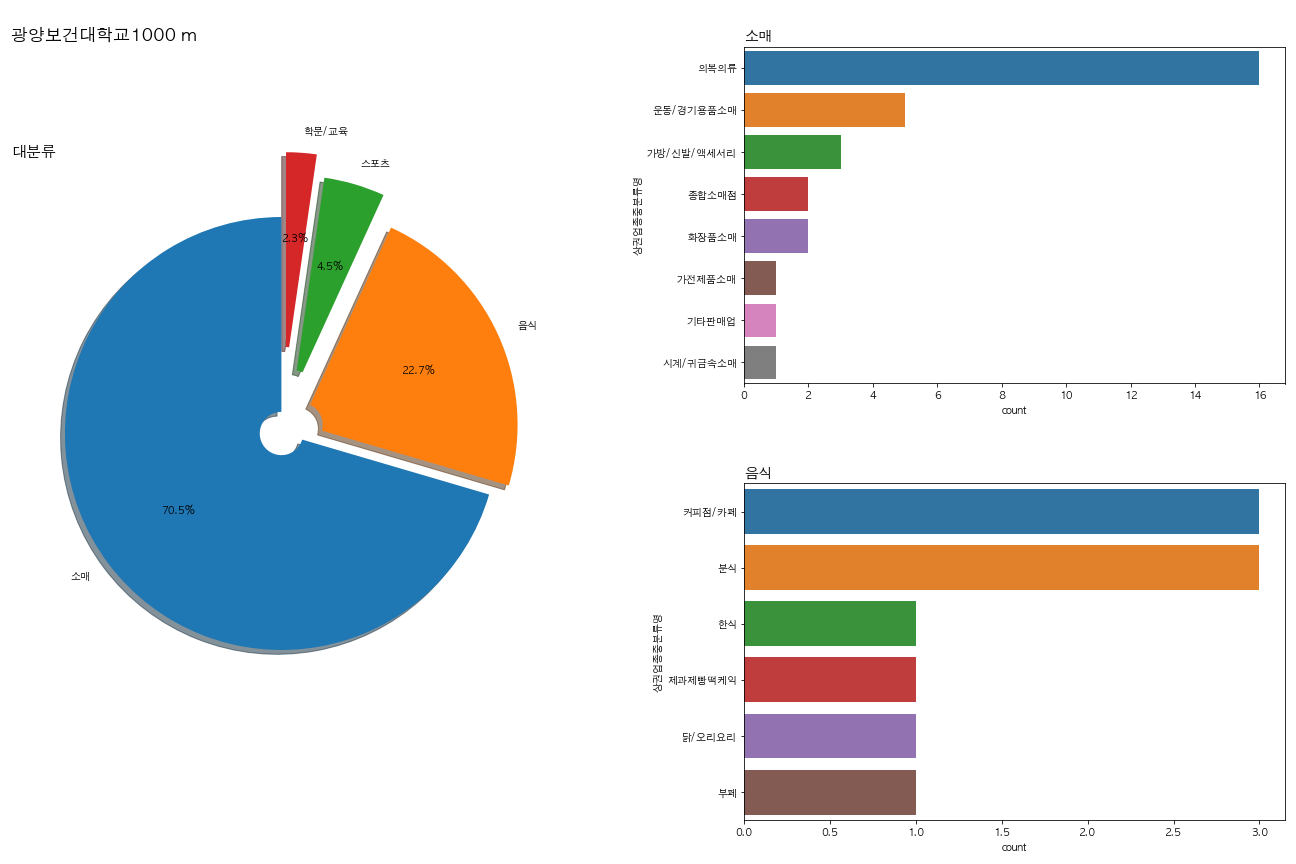 광양보건대학교1000 m
대분류
학문/교육
스포츠
음식
소매
2.3%
4.5%
22.7%
70.5%
소매
상권업종중분류명
의복의류
운동/경기용품소매
가방/신발/액세서리
종합소매점
화장품소매
가전제품소매
기타판매업
시계/귀금속소매
0 2 4 6 8 10 12 14 16
count
음식
상권업종중분류명
커피점/카페
분식
한식
제과제빵떡케익
닭/오리요리
부페
0.0 0.5 1.0 1.5 2.0 2.5 3.0
count